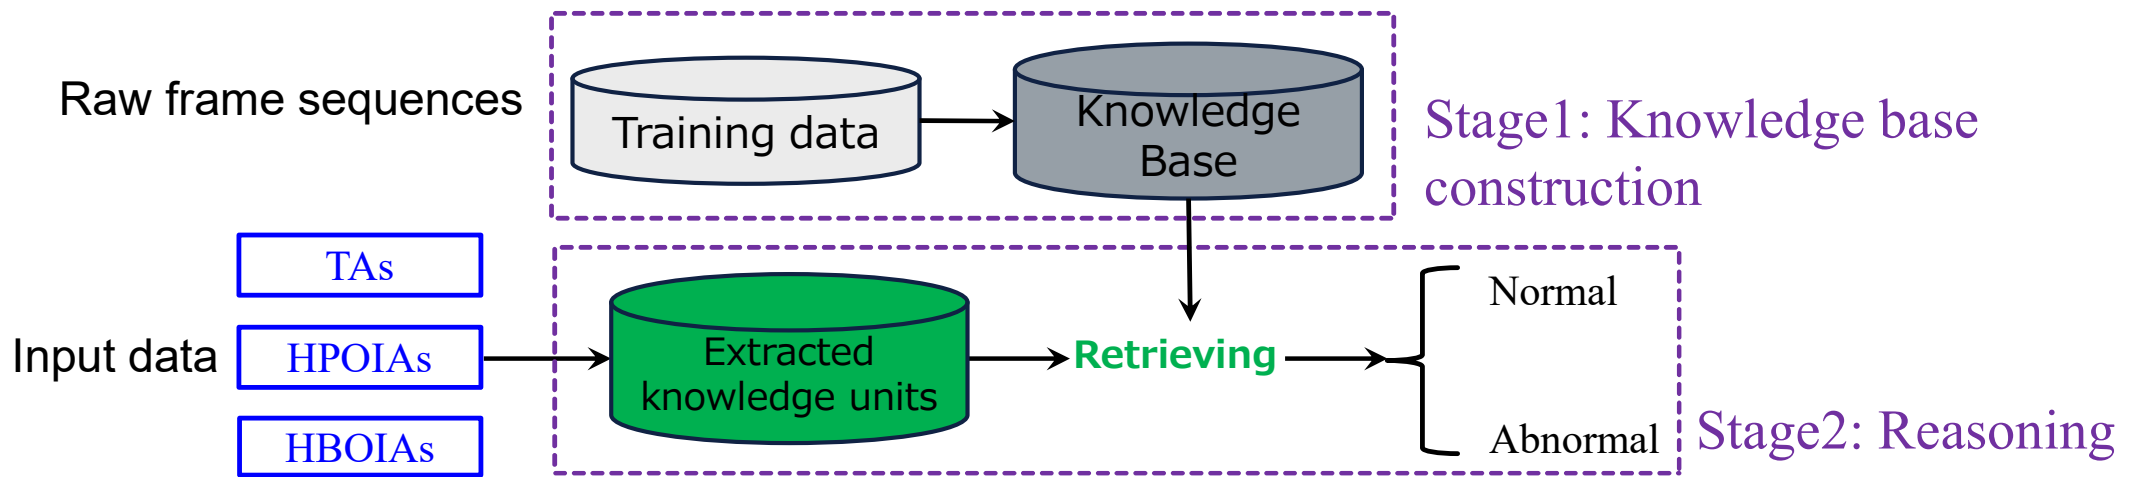 Raw frame sequences
Training data
Knowledge
Base
Stage1: Knowledge base
construction
Input data
TAs
HPOIAs
HBOIAs
Extracted
knowledge units
Retrieving
Normal
Abnormal
Stage2: Reasoning